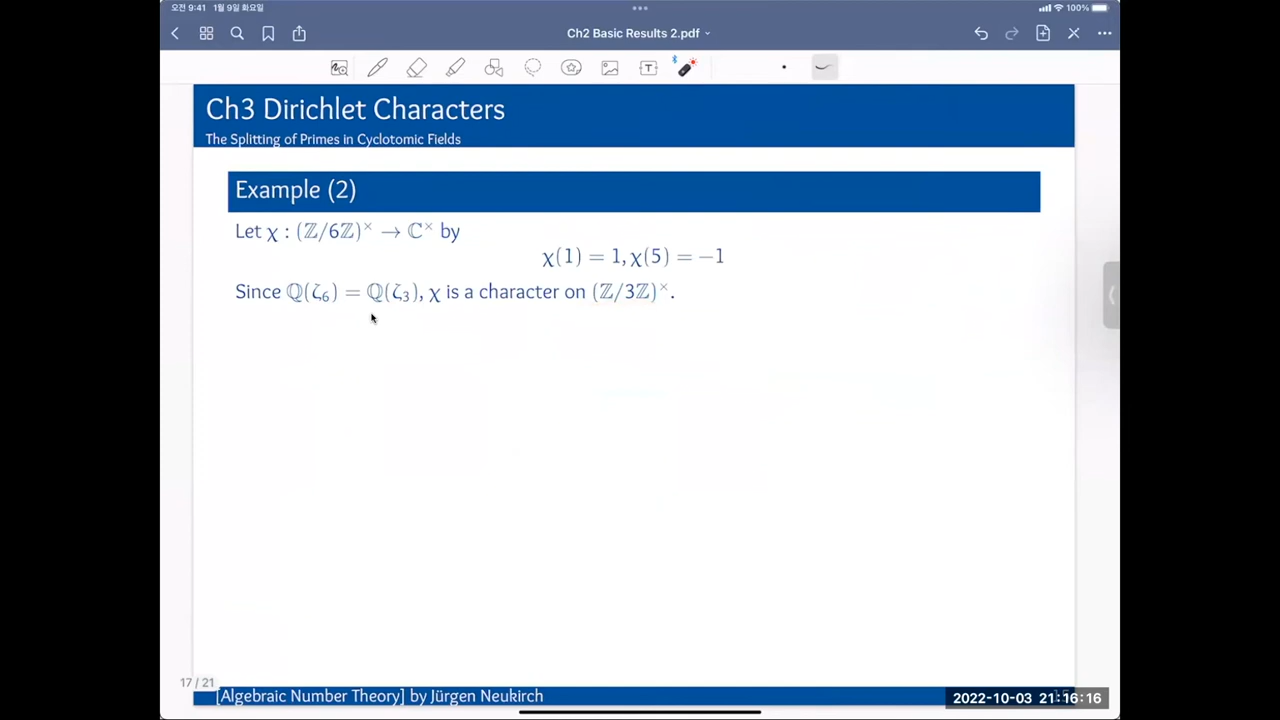 오전 9:41 1월 9일 화요일
100%
Ch2 Basic Results 2.pdf
Ch3 Dirichlet Characters
The Splitting of Primes in Cyclotomic Fields
Example (2)
Let χ : (ℤ/6ℤ)^× → ℂ^× by
χ(1) = 1, χ(5) = −1
Since ℚ(ζ₆) = ℚ(ζ₃), χ is a character on (ℤ/3ℤ)^×.
17 / 21
[Algebraic Number Theory] by Jürgen Neukirch
2022-10-03 21:16:16